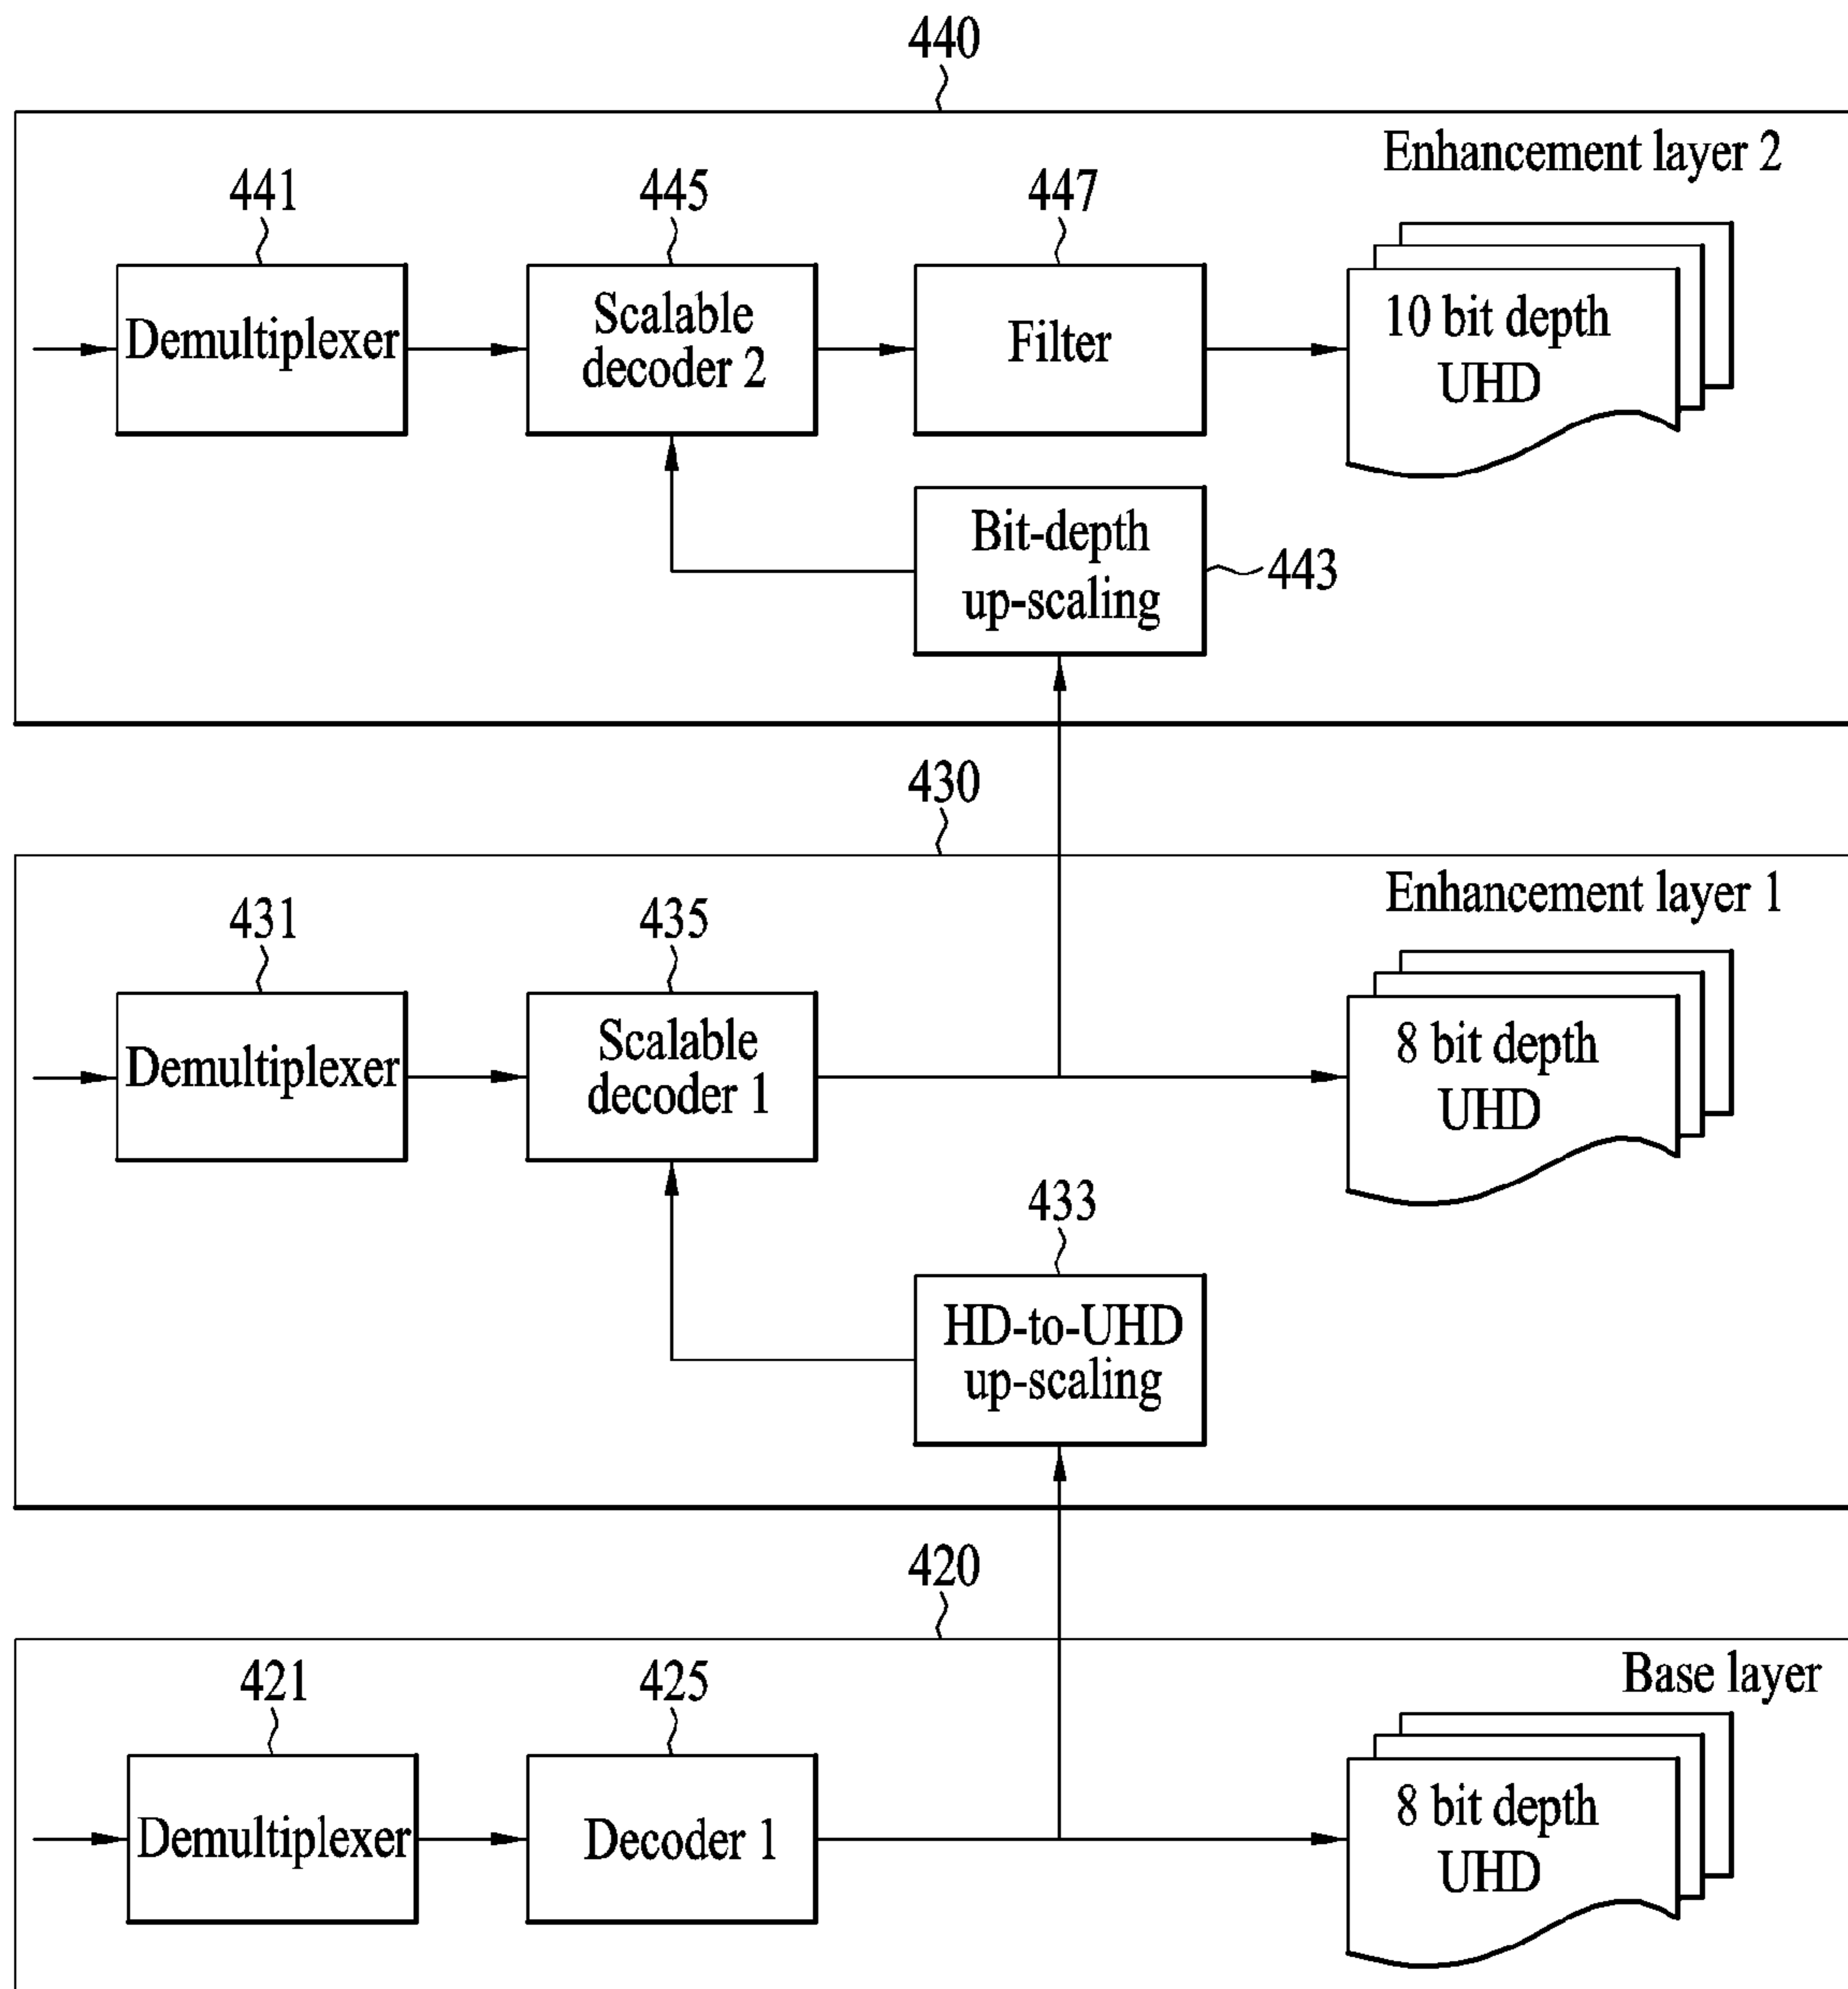 440
Enhancement layer 2
441
445
447
Demultiplexer
Scalable
decoder 2
Filter
10 bit depth
UHD
Bit-depth
up-scaling
443
430
Enhancement layer 1
431
435
Demultiplexer
Scalable
decoder 1
8 bit depth
UHD
433
HD-to-UHD
up-scaling
420
Base layer
421
425
Demultiplexer
Decoder 1
8 bit depth
UHD